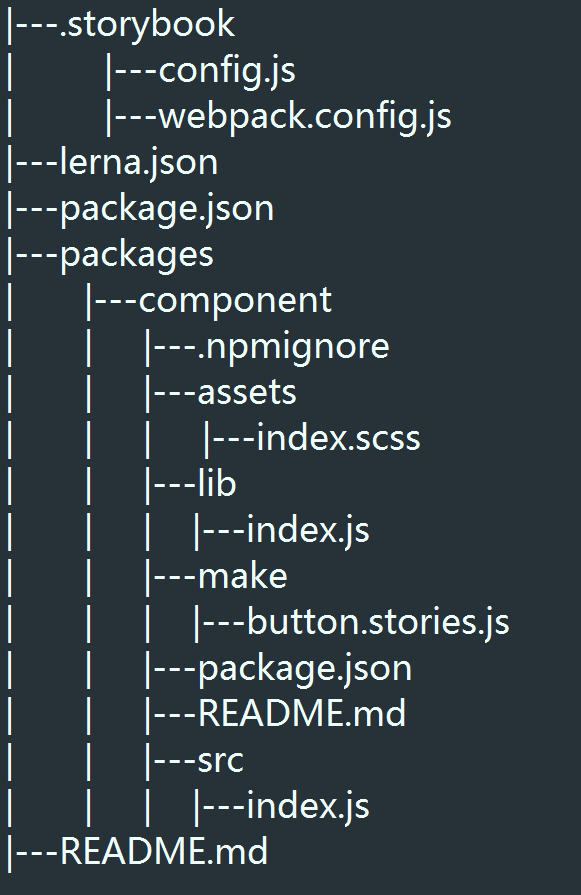 |---.storybook
|        |---config.js
|        |---webpack.config.js
|---lerna.json
|---package.json
|---packages
|      |---component
|      |    |---.npmignore
|      |    |---assets
|      |    |    |---index.scss
|      |    |---lib
|      |    |   |---index.js
|      |    |---make
|      |    |   |---button.stories.js
|      |    |---package.json
|      |    |---README.md
|      |    |---src
|      |    |   |---index.js
|---README.md